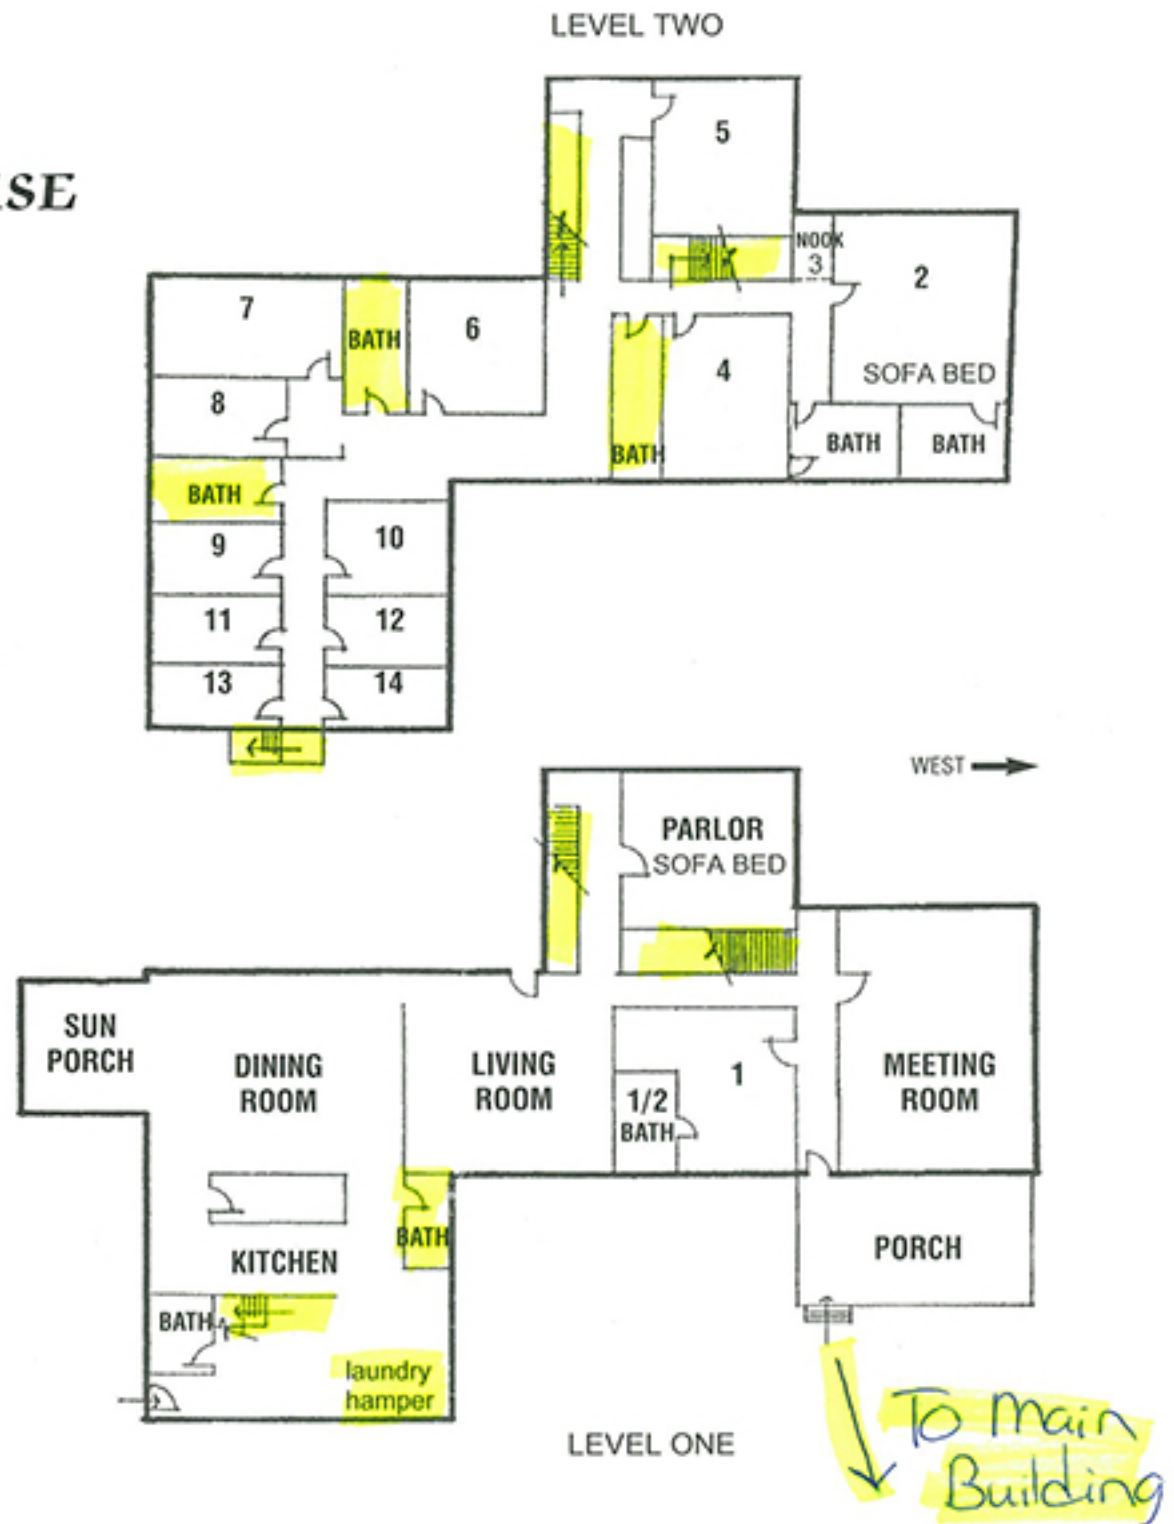 LEVEL TWO
5
NOOK
3
2
SOFA BED
7
BATH
6
4
8
BATH
BATH
BATH
BATH
9
10
11
12
13
14
WEST
PARLOR
SOFA BED
SUN
PORCH
DINING
ROOM
LIVING
ROOM
1
1/2
BATH
MEETING
ROOM
BATH
KITCHEN
PORCH
BATH
laundry
hamper
To Main
Building
LEVEL ONE